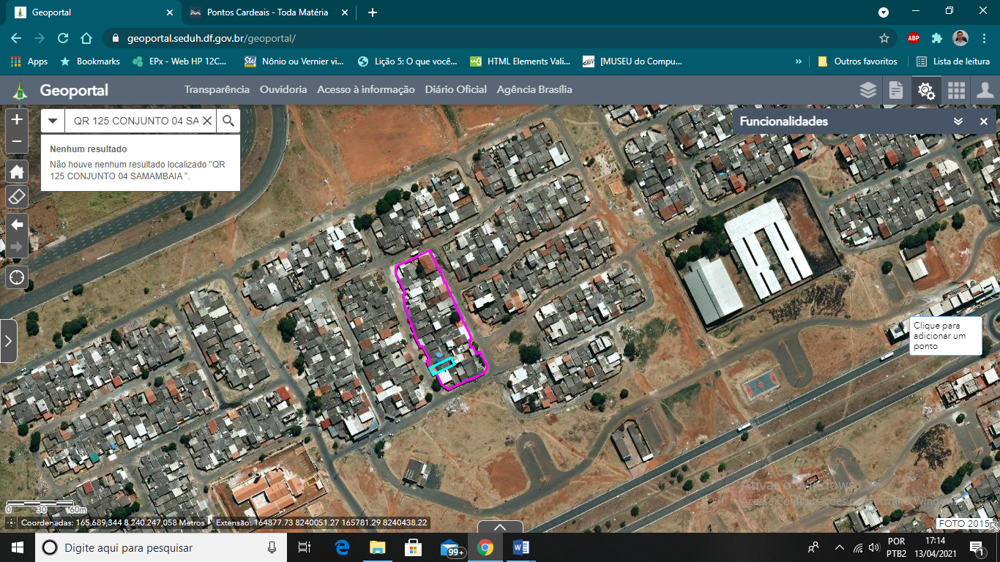 Geoportal
Pontos Cardeais - Toda Matéria
geoportal.seduh.df.gov.br/geoportal/
ABP
Apps
Bookmarks
EPx - Web HP 12C...
Nônio ou Vernier vi...
Lição 5: O que você...
HTML Elements Vali...
[MUSEU do Compu...
»
Outros favoritos
Lista de leitura
Geoportal
Transparência
Ouvidoria
Acesso à informação
Diário Oficial
Agência Brasília
QR 125 CONJUNTO 04 SA
Funcionalidades
Nenhum resultado
Não houve nenhum resultado localizado "QR
125 CONJUNTO 04 SAMAMBAIA ".
Clique para
adicionar um
ponto
Ativar o Windows
0 30 60m
Coordenadas: 165.689,344 8.240.247,058 Metros
Extensão: 164877.73 8240051.27 165781.29 8240438.22
FOTO 2015
Digite aqui para pesquisar
99+
POR
PTB2
17:14
13/04/2021
1